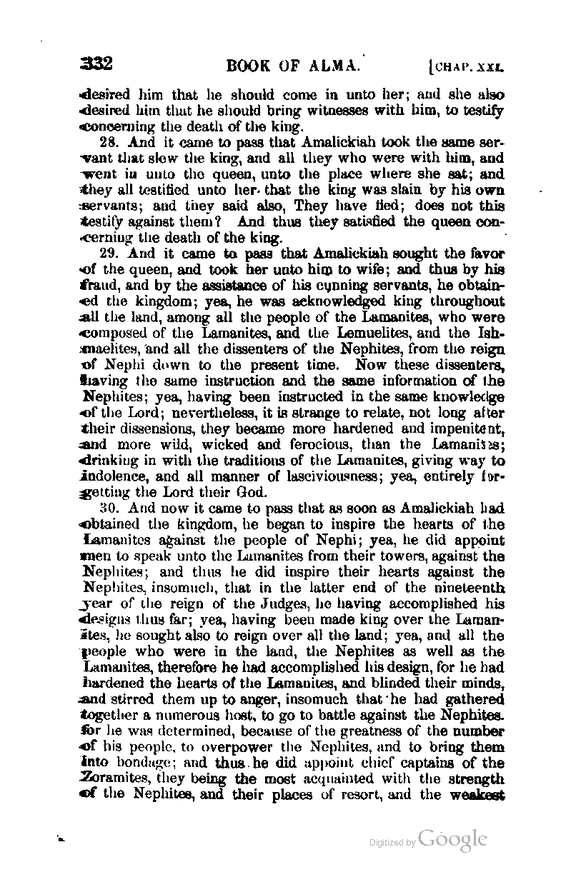 332 BOOK OF ALMA. [CHAP. XXI.
desired him that he should come in unto her; and she also
desired him that he should bring witnesses with him, to testify
concerning the death of the king.
28. And it came to pass that Amalickiah took the same ser-
vant that slew the king, and all they who were with him, and
went in unto the queen, unto the place where she sat; and
they all testified unto her that the king was slain by his own
servants; and they said also, They have fled; does not this
testify against them? And thus they satisfied the queen con-
cerning the death of the king.
29. And it came to pass that Amalickiah sought the favor
of the queen, and took her unto him to wife; and thus by his
fraud, and by the assistance of his cunning servants, he obtain-
ed the kingdom; yea, he was acknowledged king throughout
all the land, among all the people of the Lamanites, who were
composed of the Lamanites, and the Lemuelites, and the Ish-
maelites, and all the dissenters of the Nephites, from the reign
of Nephi down to the present time. Now these dissenters,
having the same instruction and the same information of the
Nephites; yea, having been instructed in the same knowledge
of the Lord; nevertheless, it is strange to relate, not long after
their dissensions, they became more hardened and impenitent,
and more wild, wicked and ferocious, than the Lamanites;
drinking in with the traditions of the Lamanites, giving way to
indolence, and all manner of lasciviousness; yea, entirely for-
getting the Lord their God.
30. And now it came to pass that as soon as Amalickiah had
obtained the kingdom, he began to inspire the hearts of the
Lamanites against the people of Nephi; yea, he did appoint
men to speak unto the Lamanites from their towers, against the
Nephites; and thus he did inspire their hearts against the
Nephites, insomuch, that in the latter end of the nineteenth
year of the reign of the Judges, he having accomplished his
designs thus far; yea, having been made king over the Laman-
ites, he sought also to reign over all the land; yea, and all the
people who were in the land, the Nephites as well as the
Lamanites, therefore he had accomplished his design, for he had
hardened the hearts of the Lamanites, and blinded their minds,
and stirred them up to anger, insomuch that he had gathered
together a numerous host, to go to battle against the Nephites.
for he was determined, because of the greatness of the number
of his people, to overpower the Nephites, and to bring them
into bondage; and thus he did appoint chief captains of the
Zoramites, they being the most acquainted with the strength
of the Nephites, and their places of resort, and the weakest
Digitized by Google